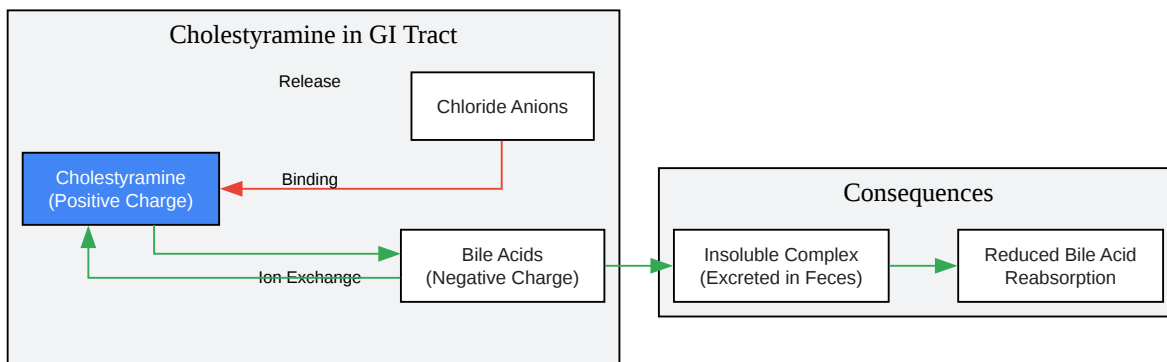 Cholestyramine in GI Tract
Release
Chloride Anions
Cholestyramine
(Positive Charge)
Binding
Bile Acids
(Negative Charge)
Ion Exchange
Consequences
Insoluble Complex
(Excreted in Feces)
Reduced Bile Acid
Reabsorption